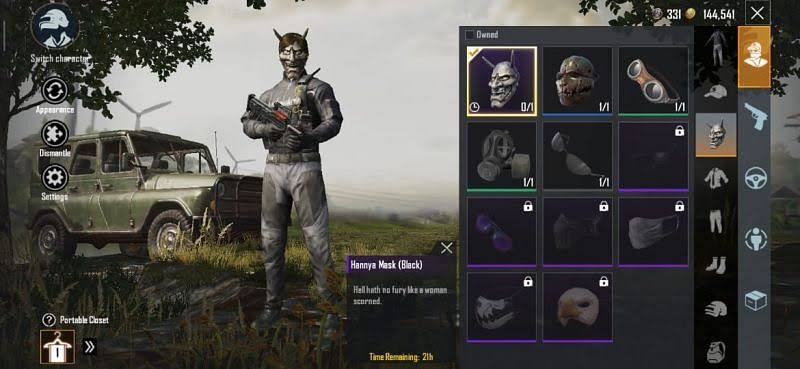 Owned
331
144,541
Switch character
Appearance
Dismantle
Settings
0/1
1/1
1/1
1/1
1/1
Hannya Mask (Black)
Hell hath no fury like a woman
scorned.
Time Remaining: 21h
Portable Closet
1